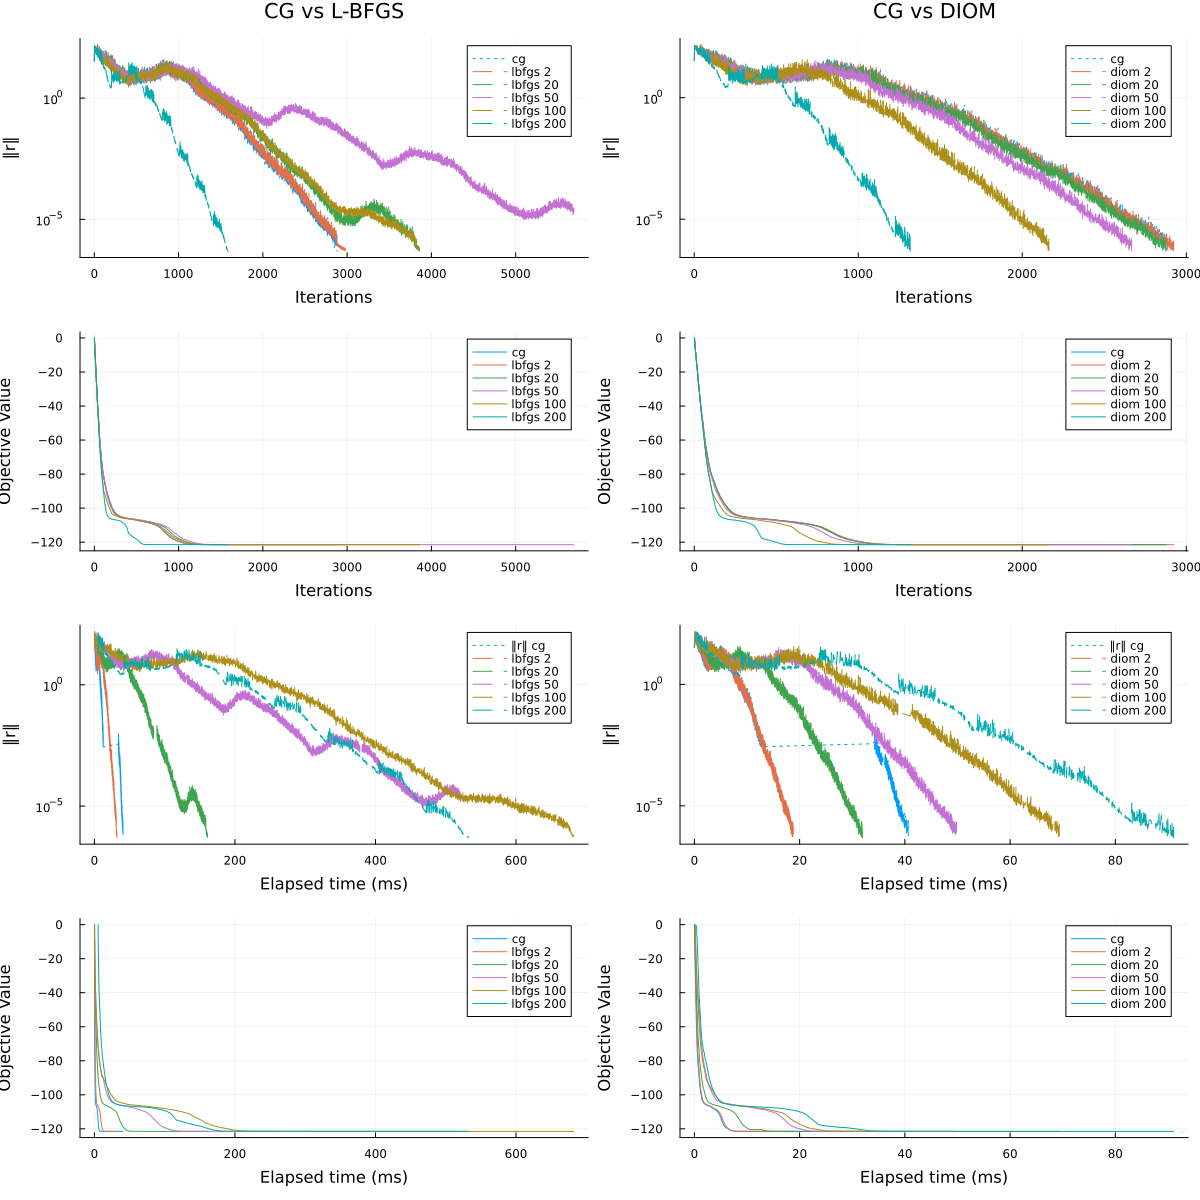 CG vs L-BFGS
CG vs DIOM
‖r‖
10⁰
10⁻⁵
cg
lbfgs 2
lbfgs 20
lbfgs 50
lbfgs 100
lbfgs 200
0 1000 2000 3000 4000 5000
Iterations
‖r‖
10⁰
10⁻⁵
cg
diom 2
diom 20
diom 50
diom 100
diom 200
0 1000 2000 3000
Iterations
Objective Value
0
−20
−40
−60
−80
−100
−120
cg
lbfgs 2
lbfgs 20
lbfgs 50
lbfgs 100
lbfgs 200
0 1000 2000 3000 4000 5000
Iterations
Objective Value
0
−20
−40
−60
−80
−100
−120
cg
diom 2
diom 20
diom 50
diom 100
diom 200
0 1000 2000 3000
Iterations
‖r‖
10⁰
10⁻⁵
‖r‖ cg
lbfgs 2
lbfgs 20
lbfgs 50
lbfgs 100
lbfgs 200
0 200 400 600
Elapsed time (ms)
‖r‖
10⁰
10⁻⁵
‖r‖ cg
diom 2
diom 20
diom 50
diom 100
diom 200
0 20 40 60 80
Elapsed time (ms)
Objective Value
0
−20
−40
−60
−80
−100
−120
cg
lbfgs 2
lbfgs 20
lbfgs 50
lbfgs 100
lbfgs 200
0 200 400 600
Elapsed time (ms)
Objective Value
0
−20
−40
−60
−80
−100
−120
cg
diom 2
diom 20
diom 50
diom 100
diom 200
0 20 40 60 80
Elapsed time (ms)